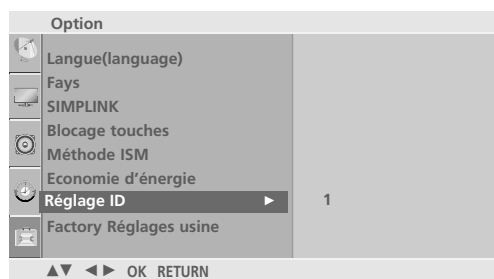 Option
Langue(language)
Fays
SIMPLINK
Blocage touches
Méthode ISM
Economie d'énergie
Réglage ID ► 1
Factory Réglages usine
▲▼ ◄► OK RETURN